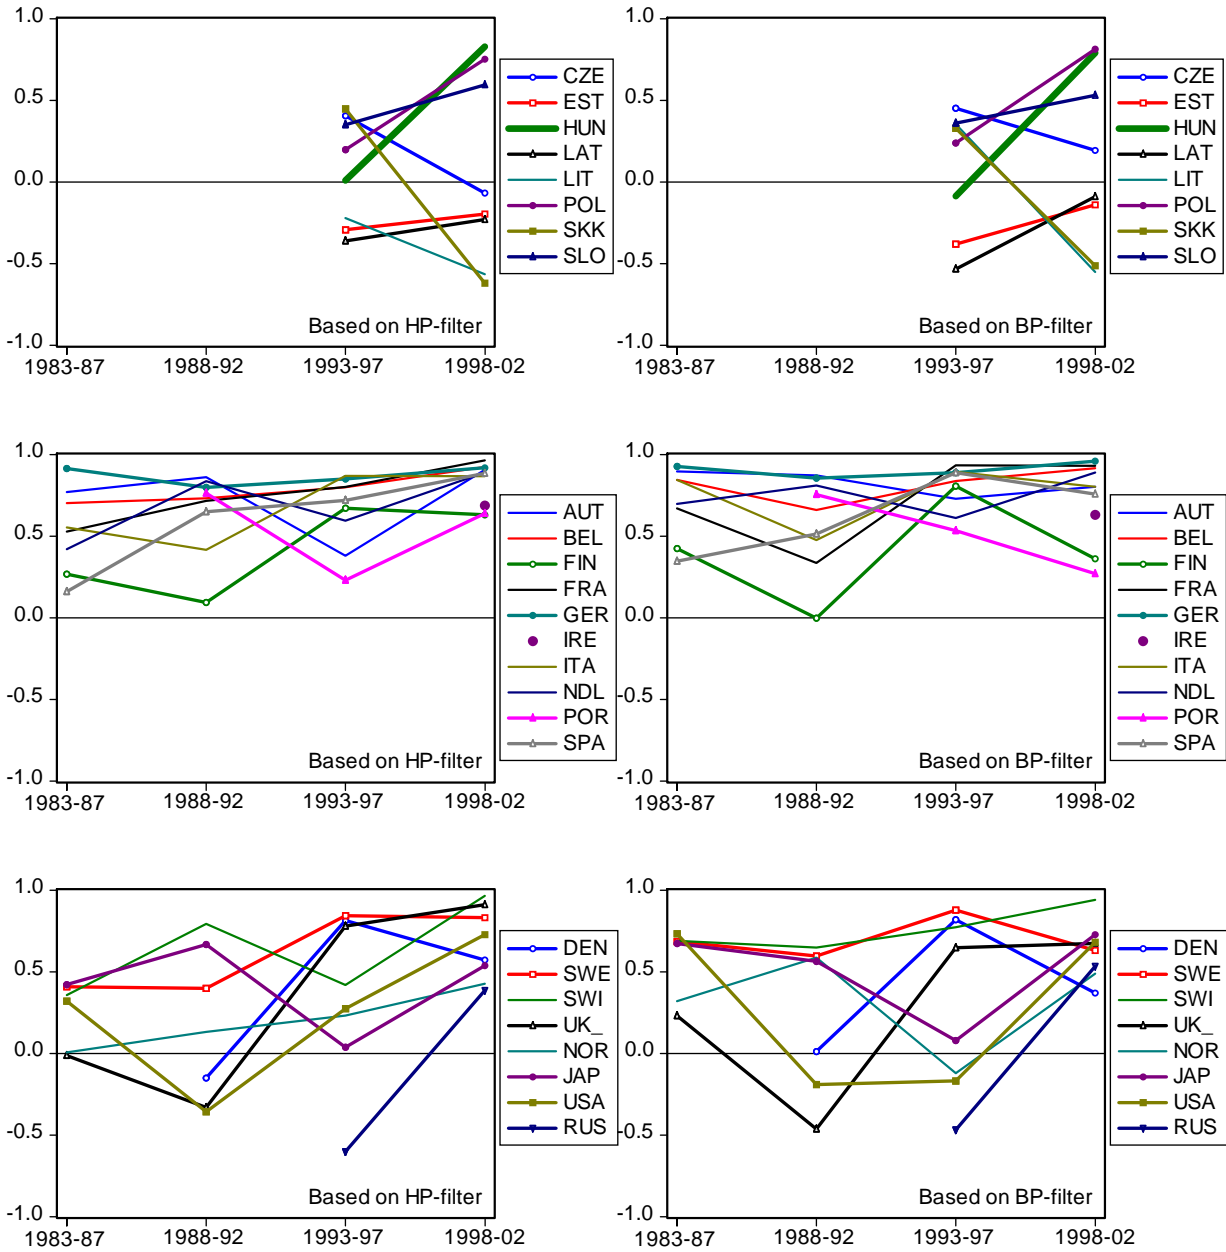 1.0
0.5
0.0
-0.5
-1.0
1983-87 1988-92 1993-97 1998-02
Based on HP-filter
CZE
EST
HUN
LAT
LIT
POL
SKK
SLO
1.0
0.5
0.0
-0.5
-1.0
1983-87 1988-92 1993-97 1998-02
Based on BP-filter
CZE
EST
HUN
LAT
LIT
POL
SKK
SLO
1.0
0.5
0.0
-0.5
-1.0
1983-87 1988-92 1993-97 1998-02
Based on HP-filter
AUT
BEL
FIN
FRA
GER
IRE
ITA
NDL
POR
SPA
1.0
0.5
0.0
-0.5
-1.0
1983-87 1988-92 1993-97 1998-02
Based on BP-filter
AUT
BEL
FIN
FRA
GER
IRE
ITA
NDL
POR
SPA
1.0
0.5
0.0
-0.5
-1.0
1983-87 1988-92 1993-97 1998-02
Based on HP-filter
DEN
SWE
SWI
UK_
NOR
JAP
USA
RUS
1.0
0.5
0.0
-0.5
-1.0
1983-87 1988-92 1993-97 1998-02
Based on BP-filter
DEN
SWE
SWI
UK_
NOR
JAP
USA
RUS